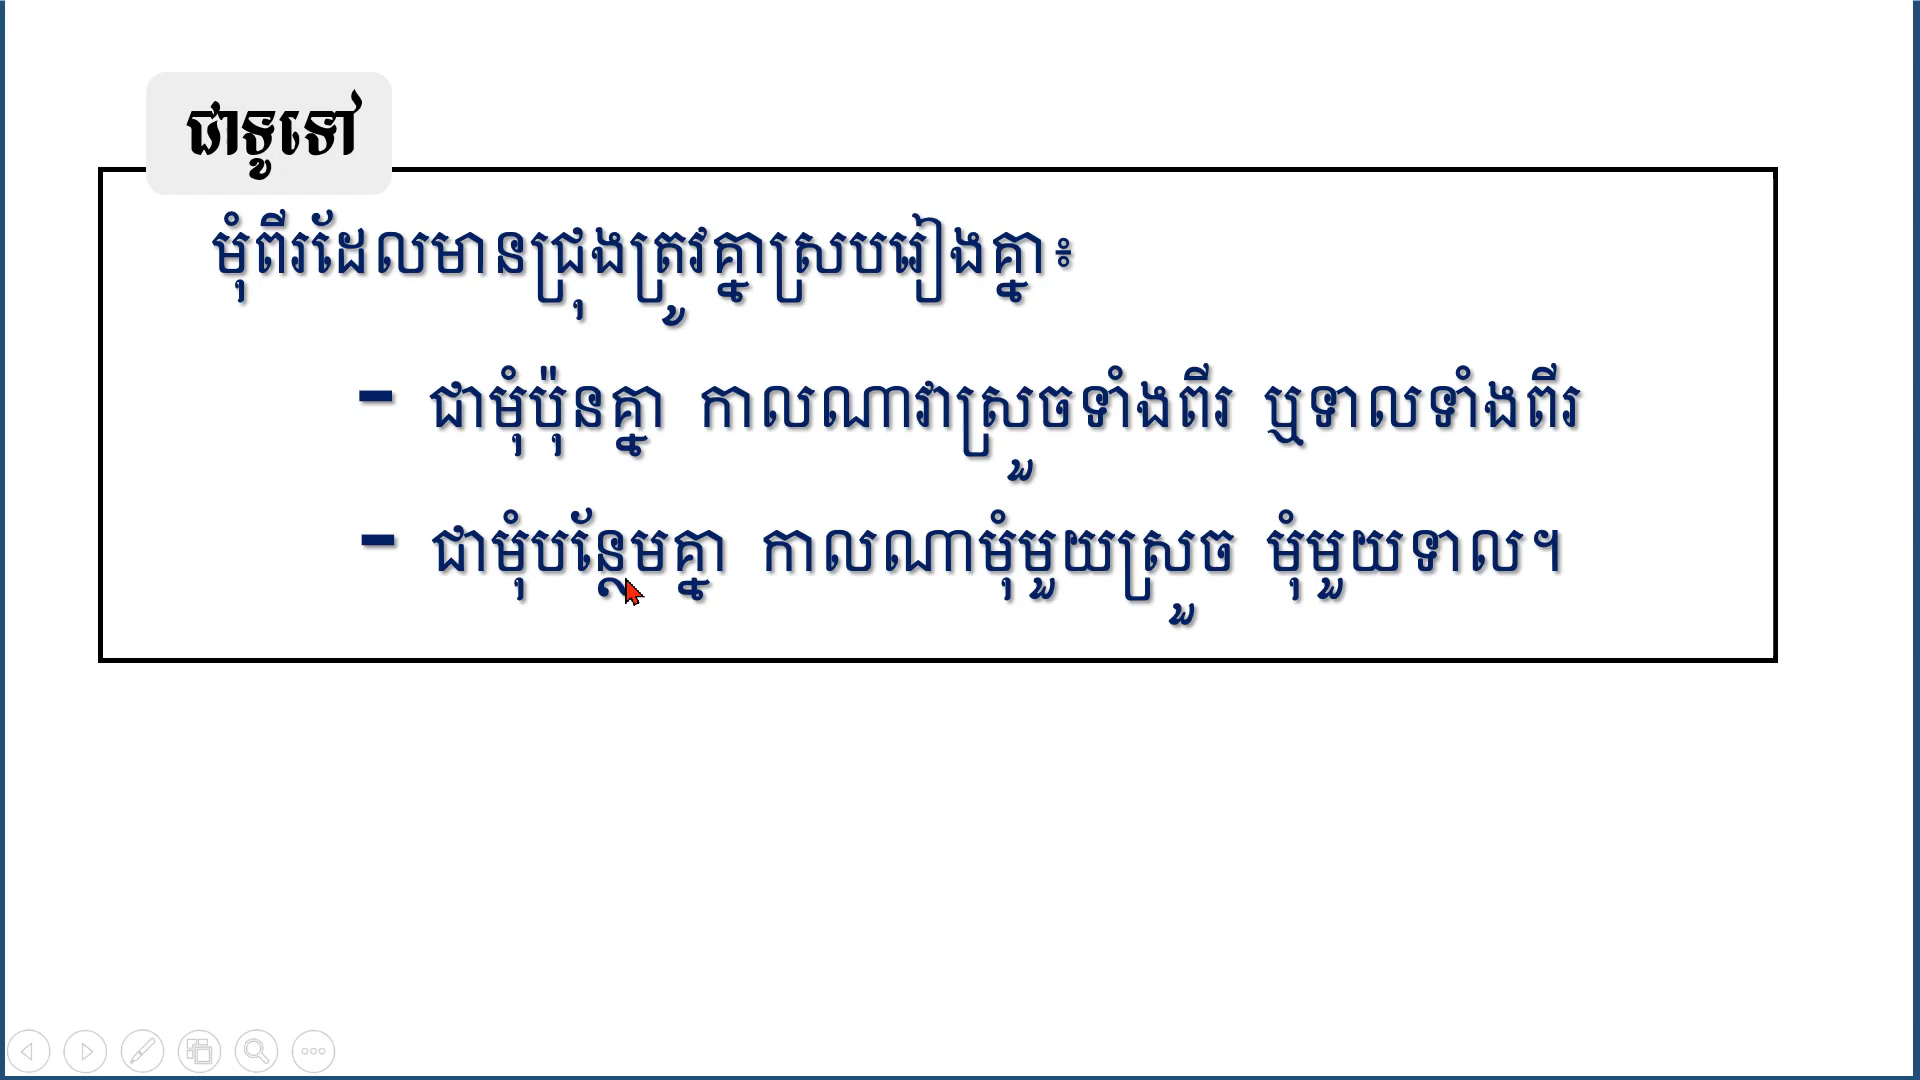 ជាទូទៅ
មុំពីរដែលមានជ្រុងត្រូវគ្នាស្របរៀងគ្នា៖
- ជាមុំប៉ុនគ្នា កាលណាវាស្រួចទាំងពីរ ឬទាលទាំងពីរ
- ជាមុំបន្ថែមគ្នា កាលណាមុំមួយស្រួច មុំមួយទាល។